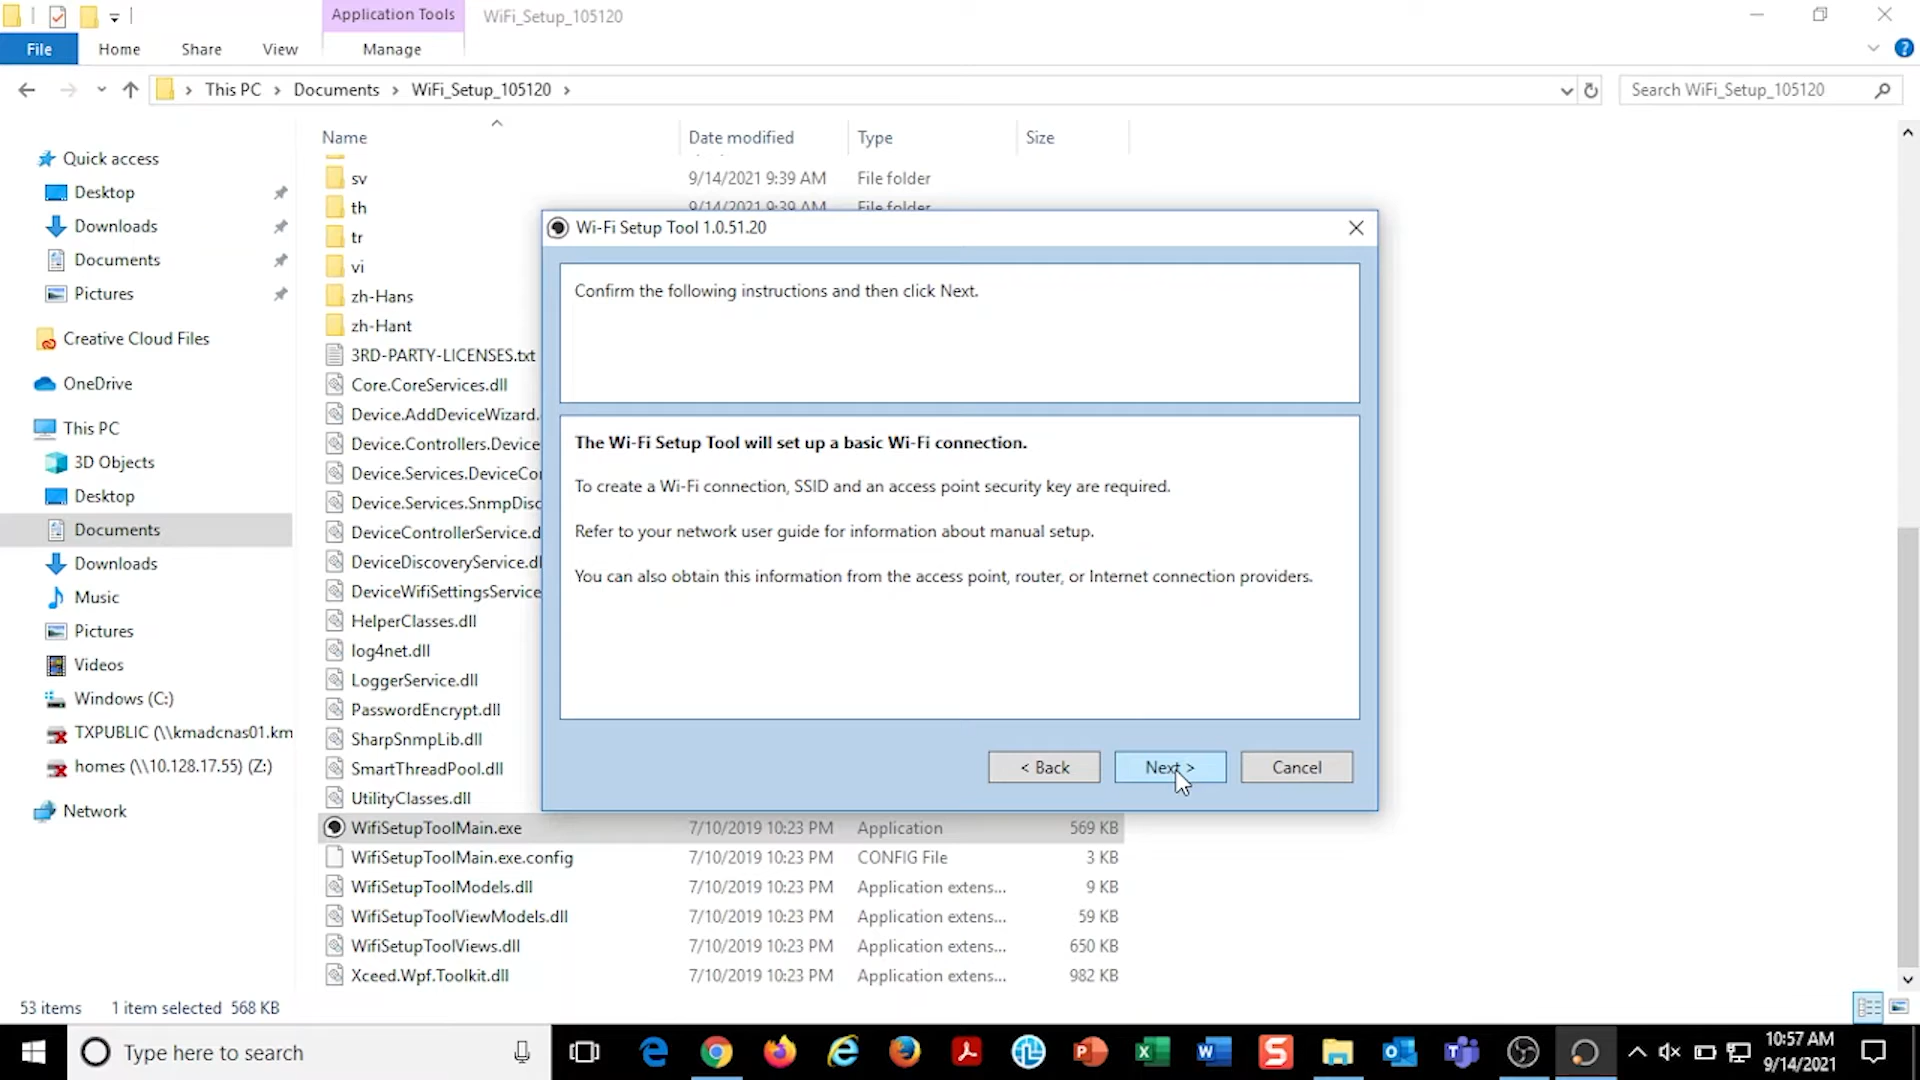 Application Tools
WiFi_Setup_105120
File
Home
Share
View
Manage
This PC
Documents
WiFi_Setup_105120
Search WiFi_Setup_105120
Name
Date modified
Type
Size
Quick access
Desktop
Downloads
Documents
Pictures
Creative Cloud Files
OneDrive
This PC
3D Objects
Desktop
Documents
Downloads
Music
Pictures
Videos
Windows (C:)
TXPUBLIC (\\kmadcnas01.km
homes (\\10.128.17.55) (Z:)
Network
sv 9/14/2021 9:39 AM File folder
th 9/14/2021 9:39 AM File folder
tr
vi
zh-Hans
zh-Hant
3RD-PARTY-LICENSES.txt
Core.CoreServices.dll
Device.AddDeviceWizard.
Device.Controllers.Device
Device.Services.DeviceCo
Device.Services.SnmpDisc
DeviceControllerService.d
DeviceDiscoveryService.dl
DeviceWifiSettingsService
HelperClasses.dll
log4net.dll
LoggerService.dll
PasswordEncrypt.dll
SharpSnmpLib.dll
SmartThreadPool.dll
UtilityClasses.dll
WifiSetupToolMain.exe 7/10/2019 10:23 PM Application 569 KB
WifiSetupToolMain.exe.config 7/10/2019 10:23 PM CONFIG File 3 KB
WifiSetupToolModels.dll 7/10/2019 10:23 PM Application extens... 9 KB
WifiSetupToolViewModels.dll 7/10/2019 10:23 PM Application extens... 59 KB
WifiSetupToolViews.dll 7/10/2019 10:23 PM Application extens... 650 KB
Xceed.Wpf.Toolkit.dll 7/10/2019 10:23 PM Application extens... 982 KB
Wi-Fi Setup Tool 1.0.51.20
Confirm the following instructions and then click Next.
The Wi-Fi Setup Tool will set up a basic Wi-Fi connection.
To create a Wi-Fi connection, SSID and an access point security key are required.
Refer to your network user guide for information about manual setup.
You can also obtain this information from the access point, router, or Internet connection providers.
< Back
Next >
Cancel
53 items 1 item selected 568 KB
Type here to search
10:57 AM
9/14/2021